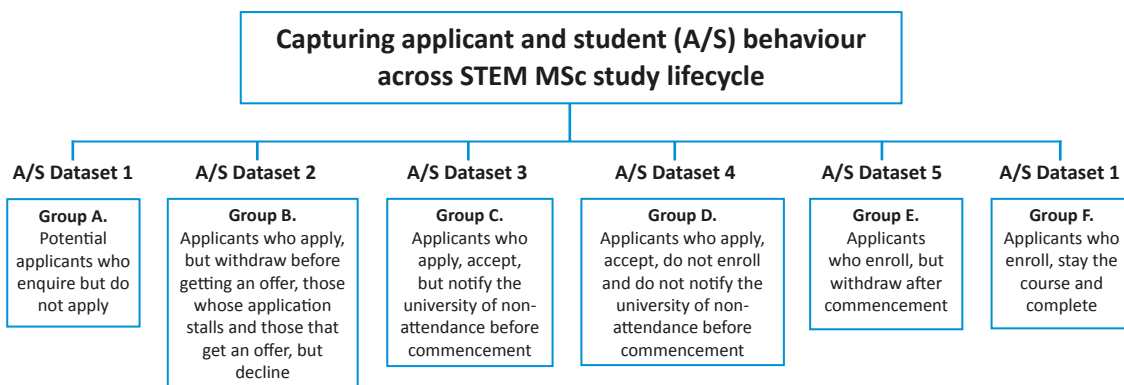 Capturing applicant and student (A/S) behaviour
across STEM MSc study lifecycle
A/S Dataset 1
A/S Dataset 2
A/S Dataset 3
A/S Dataset 4
A/S Dataset 5
A/S Dataset 1
Group A.
Potential
applicants who
enquire but do
not apply
Group B.
Applicants who apply,
but withdraw before
getting an offer, those
whose application
stalls and those that
get an offer, but
decline
Group C.
Applicants who
apply, accept,
but notify the
university of non-
attendance before
commencement
Group D.
Applicants who apply,
accept, do not enroll
and do not notify the
university of non-
attendance before
commencement
Group E.
Applicants
who enroll, but
withdraw after
commencement
Group F.
Applicants who
enroll, stay the
course and
complete